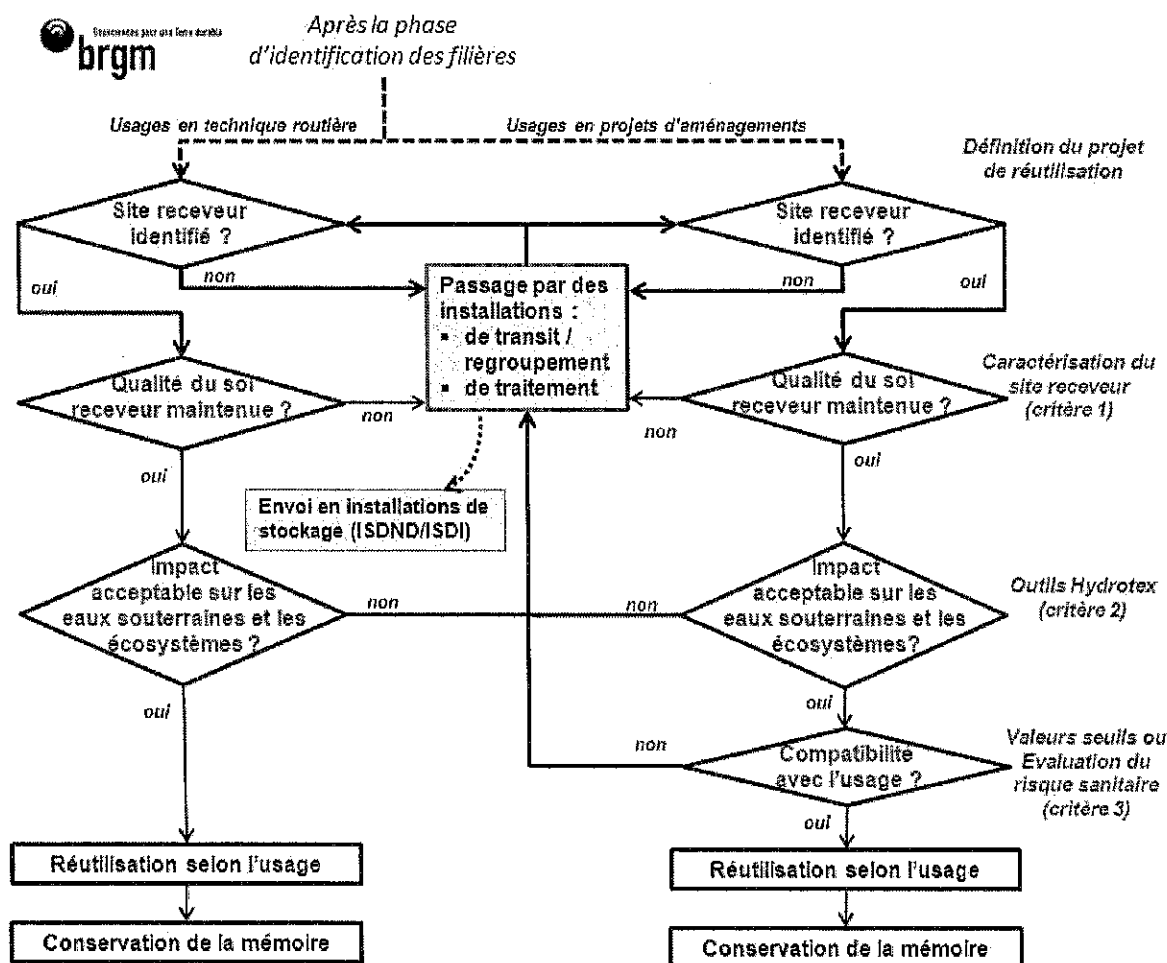 Géosciences pour une Terre durable
brgm
Après la phase
d'identification des filières
Usages en technique routière
Usages en projets d'aménagements
Définition du projet
de réutilisation
Site receveur
identifié ?
Site receveur
identifié ?
oui
non
Passage par des
installations :
▪ de transit /
regroupement
▪ de traitement
non
oui
Qualité du sol
receveur maintenue ?
non
Qualité du sol
receveur maintenue ?
non
Caractérisation du
site receveur
(critère 1)
oui
oui
Envoi en installations de
stockage (ISDND/ISDI)
Impact
acceptable sur les
eaux souterraines et les
écosystèmes ?
non
non
Impact
acceptable sur les
eaux souterraines et les
écosystèmes?
Outils Hydrotex
(critère 2)
oui
oui
non
Compatibilité
avec l'usage ?
Valeurs seuils ou
Evaluation du
risque sanitaire
(critère 3)
oui
Réutilisation selon l'usage
Réutilisation selon l'usage
Conservation de la mémoire
Conservation de la mémoire